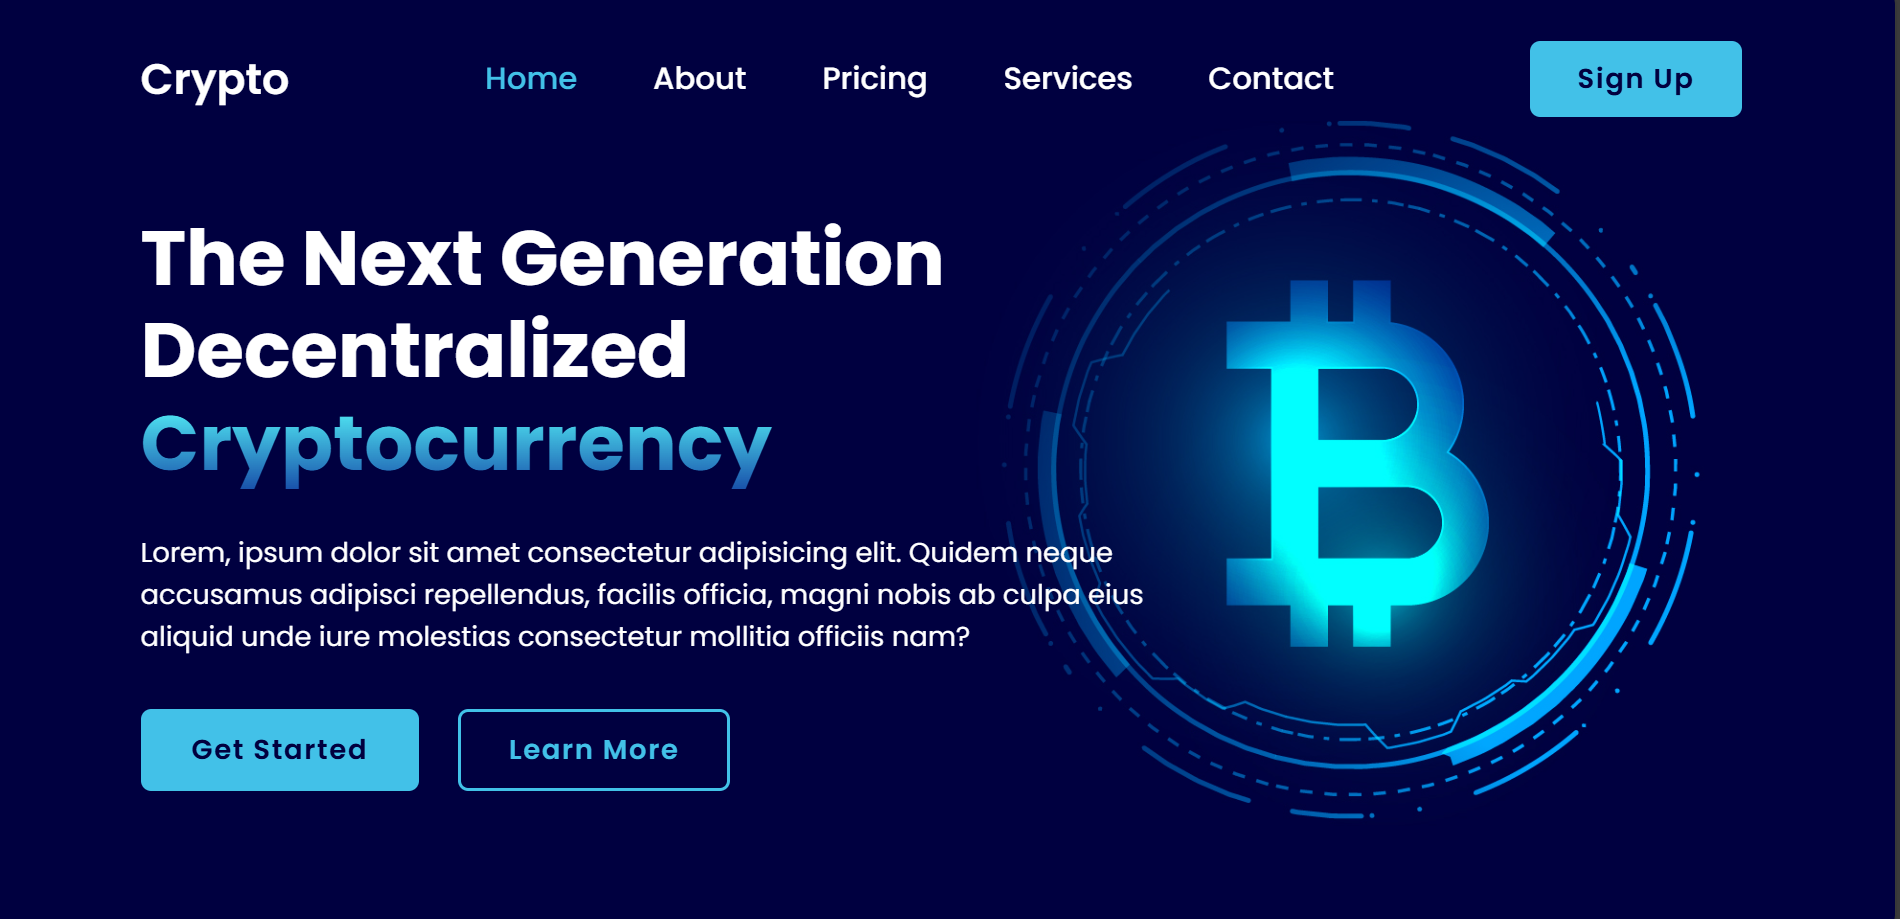 Crypto
Home About Pricing Services Contact
Sign Up
The Next Generation
Decentralized
Cryptocurrency
Lorem, ipsum dolor sit amet consectetur adipisicing elit. Quidem neque
accusamus adipisci repellendus, facilis officia, magni nobis ab culpa eius
aliquid unde iure molestias consectetur mollitia officiis nam?
Get Started
Learn More